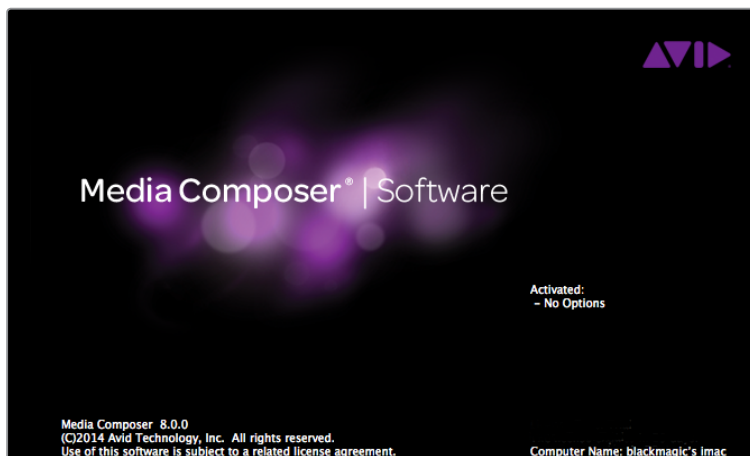 AVID
Media Composer® | Software
Activated:
– No Options
Media Composer 8.0.0
(C)2014 Avid Technology, Inc. All rights reserved.
Use of this software is subject to a related license agreement.
Computer Name: blackmagic's imac